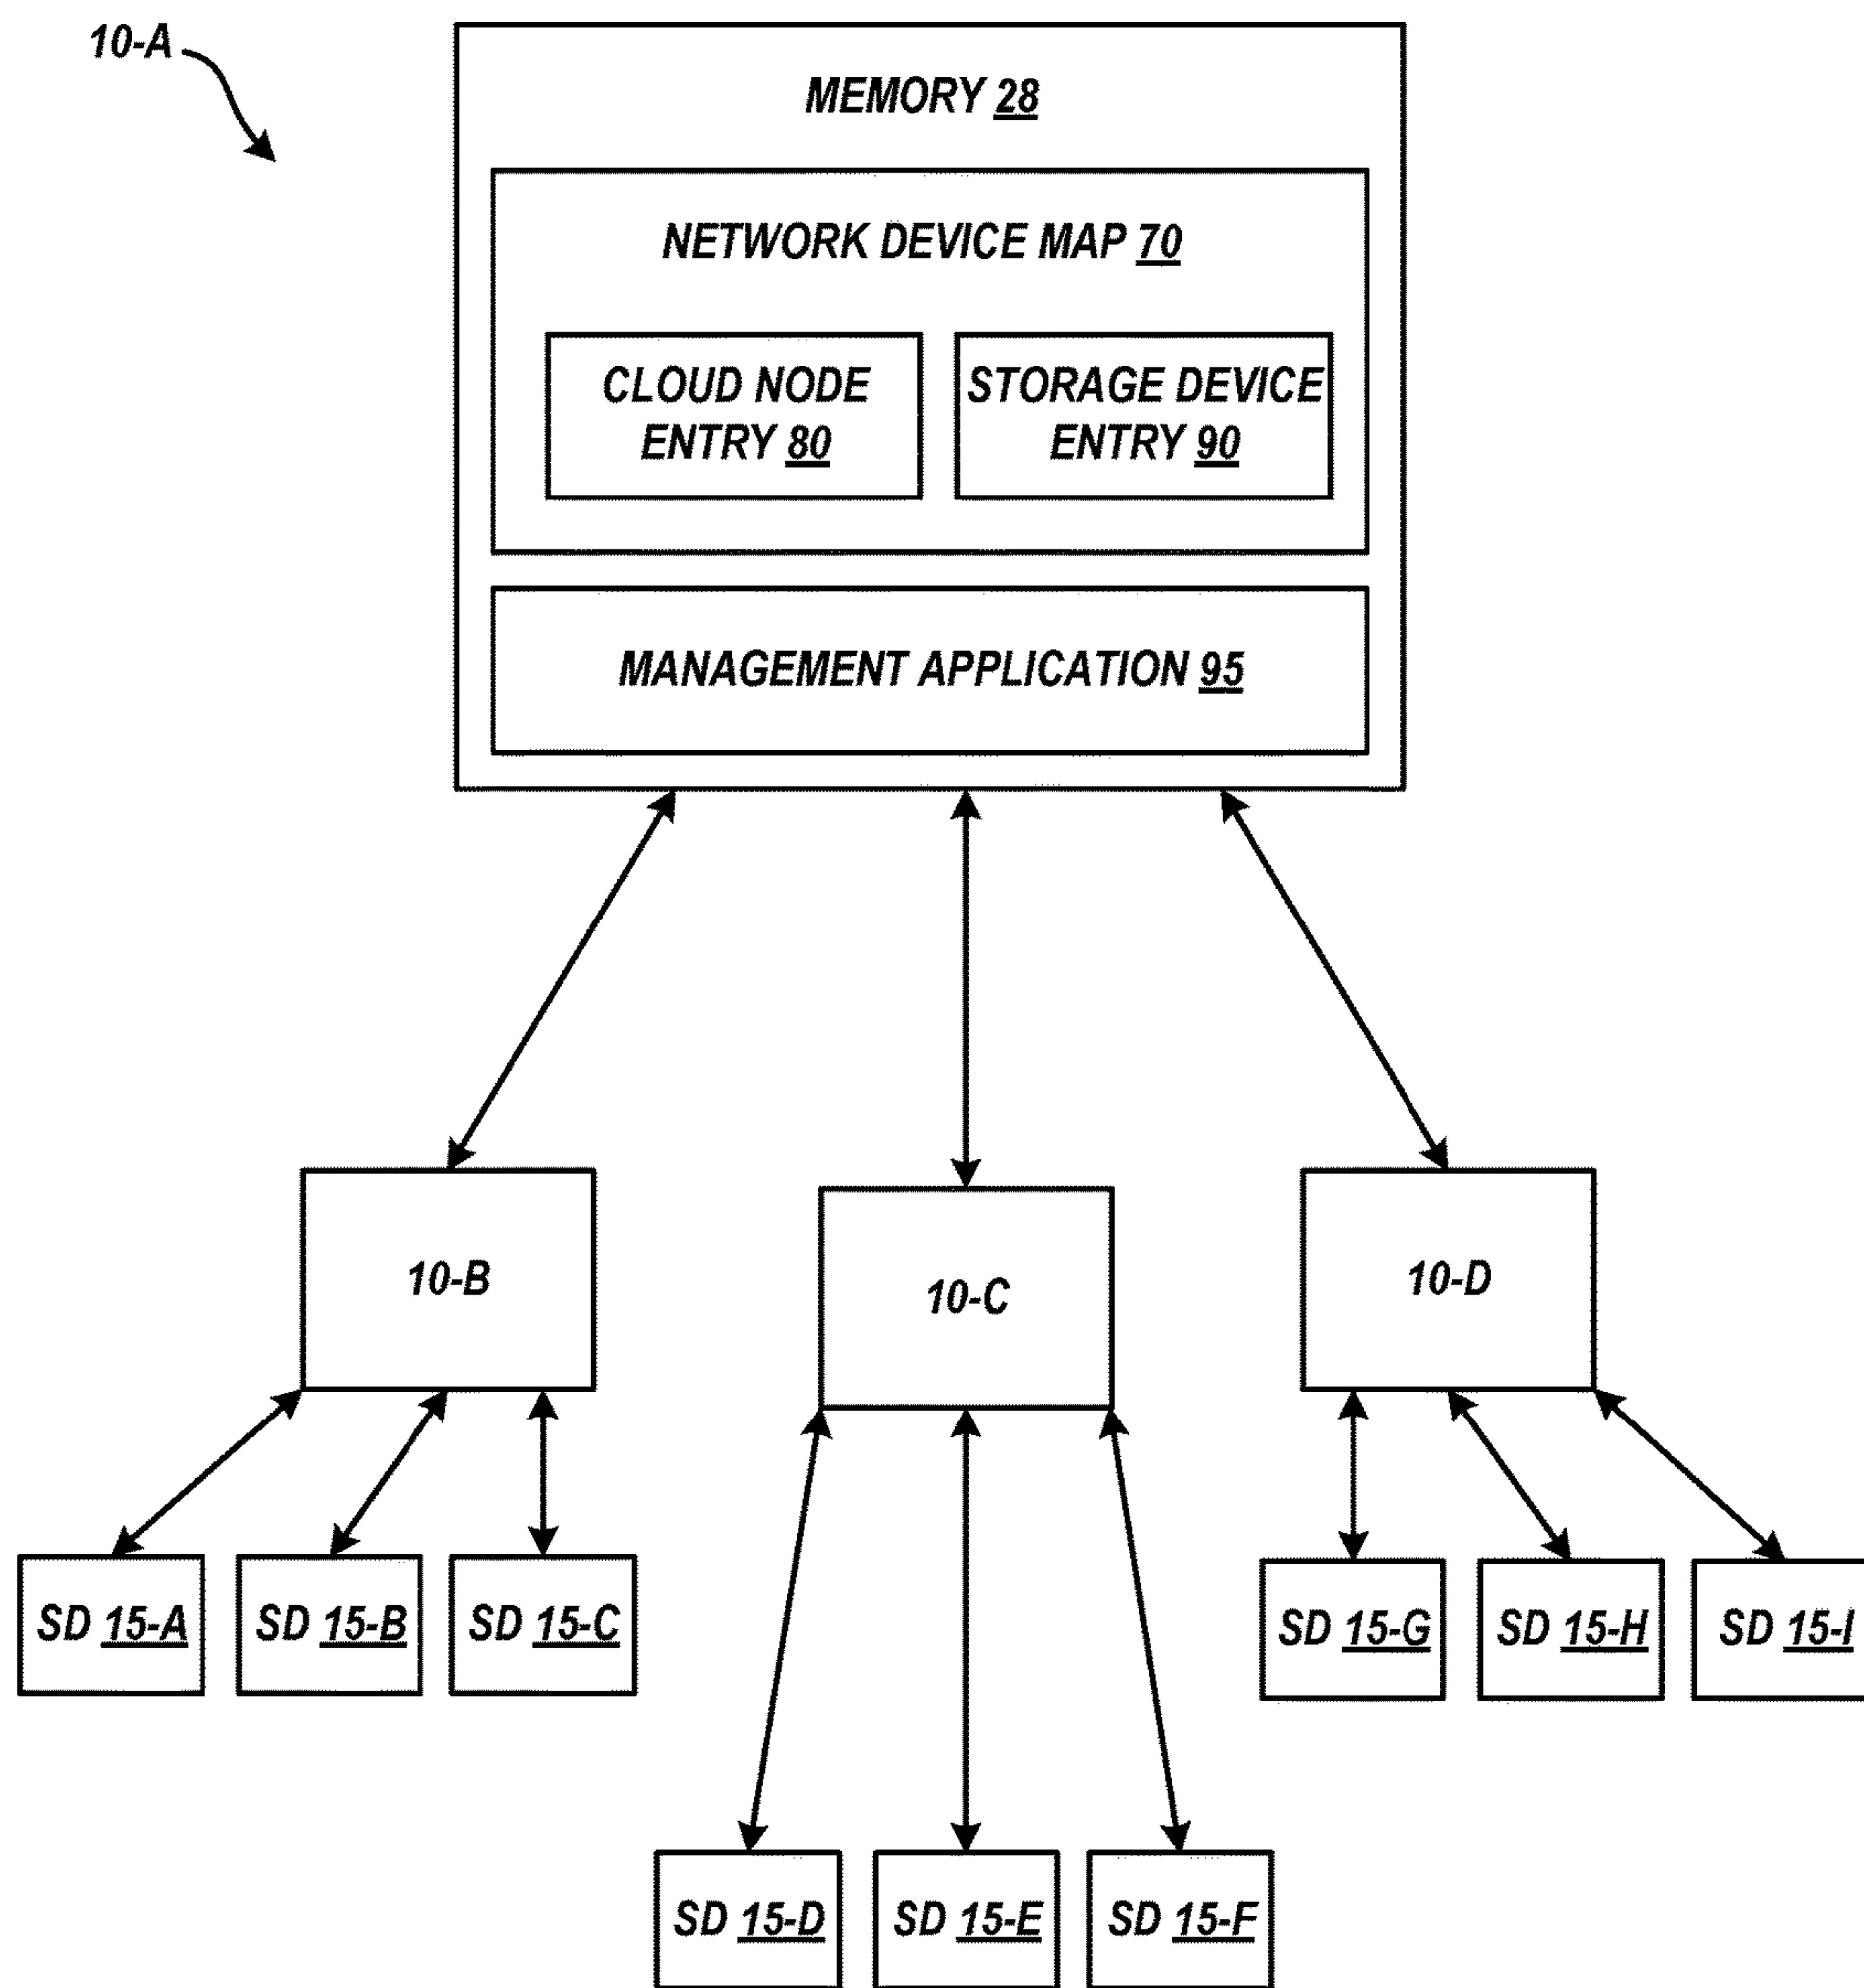 10-A
MEMORY 28
NETWORK DEVICE MAP 70
CLOUD NODE
ENTRY 80
STORAGE DEVICE
ENTRY 90
MANAGEMENT APPLICATION 95
10-B
10-C
10-D
SD 15-A
SD 15-B
SD 15-C
SD 15-G
SD 15-H
SD 15-I
SD 15-D
SD 15-E
SD 15-F